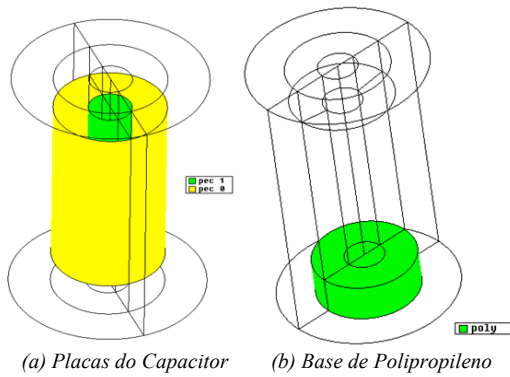 pec 1
pec 0
poly
(a) Placas do Capacitor
(b) Base de Polipropileno